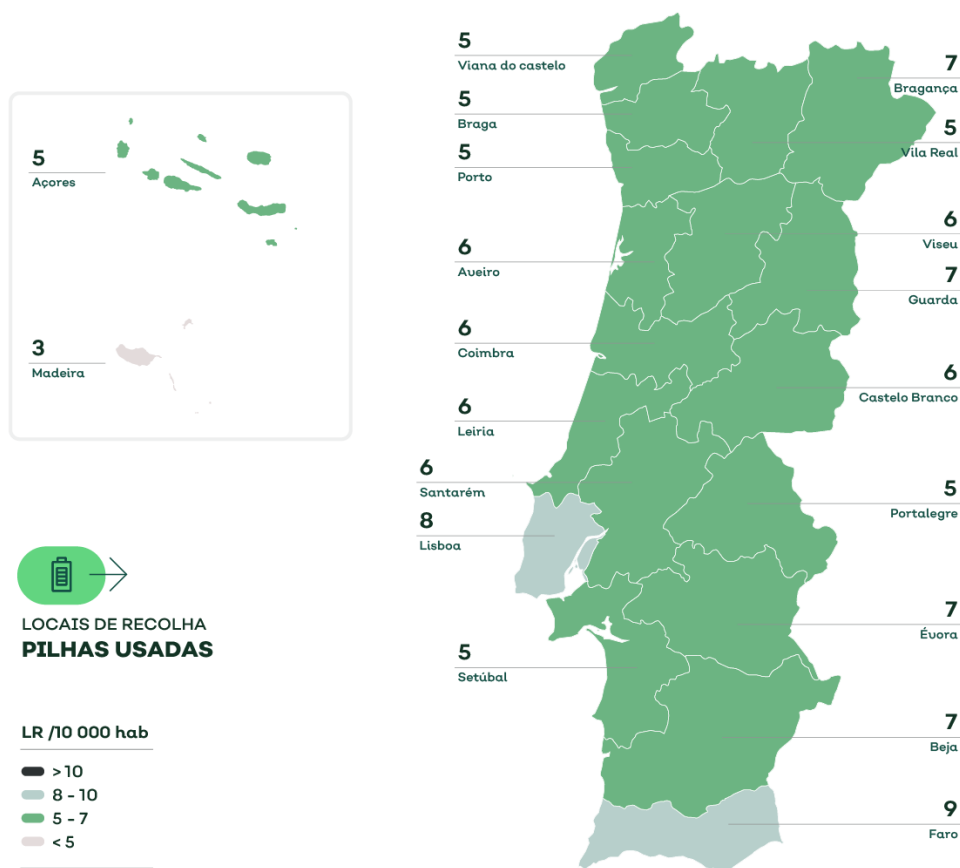 5
Viana do castelo
5
Braga
5
Porto
6
Aveiro
6
Coimbra
6
Leiria
6
Santarém
8
Lisboa
5
Setúbal
7
Bragança
5
Vila Real
6
Viseu
7
Guarda
6
Castelo Branco
5
Portalegre
7
Évora
7
Beja
9
Faro
5
Açores
3
Madeira
LOCAIS DE RECOLHA
PILHAS USADAS
LR /10 000 hab
> 10
8 - 10
5 - 7
< 5